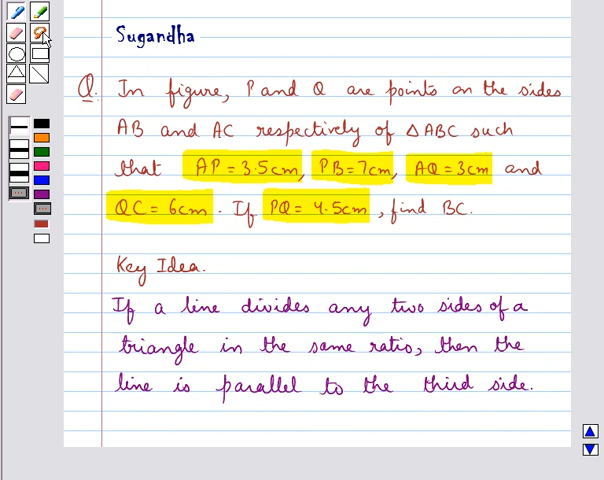 Sugandha
Q. In figure, P and Q are points on the sides
AB and AC respectively of △ABC such
that AP = 3.5cm, PB = 7cm, AQ = 3cm and
QC = 6cm. If PQ = 4.5cm, find BC.
Key Idea.
If a line divides any two sides of a
triangle in the same ratio, then the
line is parallel to the third side.